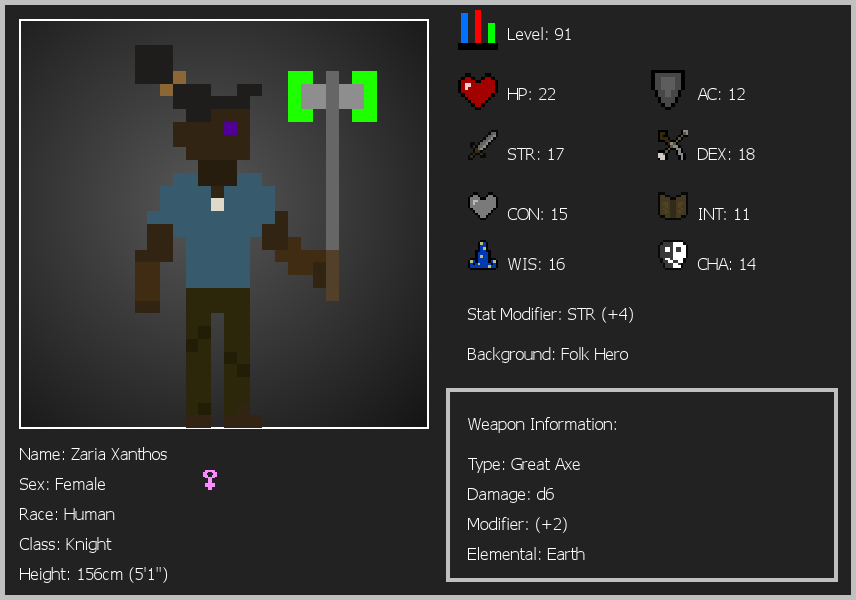 Level: 91
HP: 22
AC: 12
STR: 17
DEX: 18
CON: 15
INT: 11
WIS: 16
CHA: 14
Stat Modifier: STR (+4)
Background: Folk Hero
Weapon Information:
Type: Great Axe
Damage: d6
Modifier: (+2)
Elemental: Earth
Name: Zaria Xanthos
Sex: Female
Race: Human
Class: Knight
Height: 156cm (5'1")